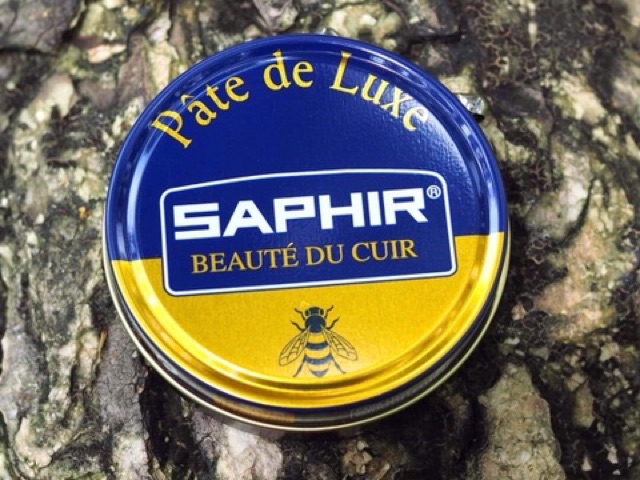 Pâte de Luxe
SAPHIR®
BEAUTÉ DU CUIR